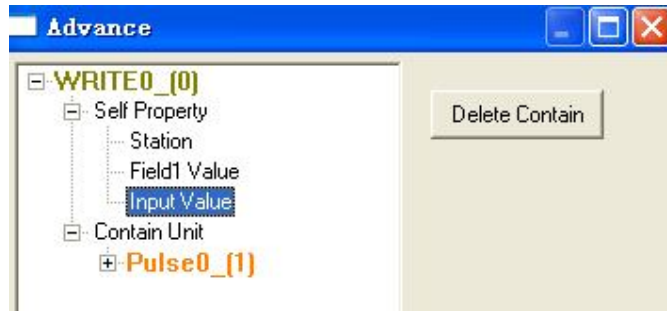 Advance
WRITE0_(0)
Self Property
Station
Field1 Value
Input Value
Contain Unit
Pulse0_(1)
Delete Contain